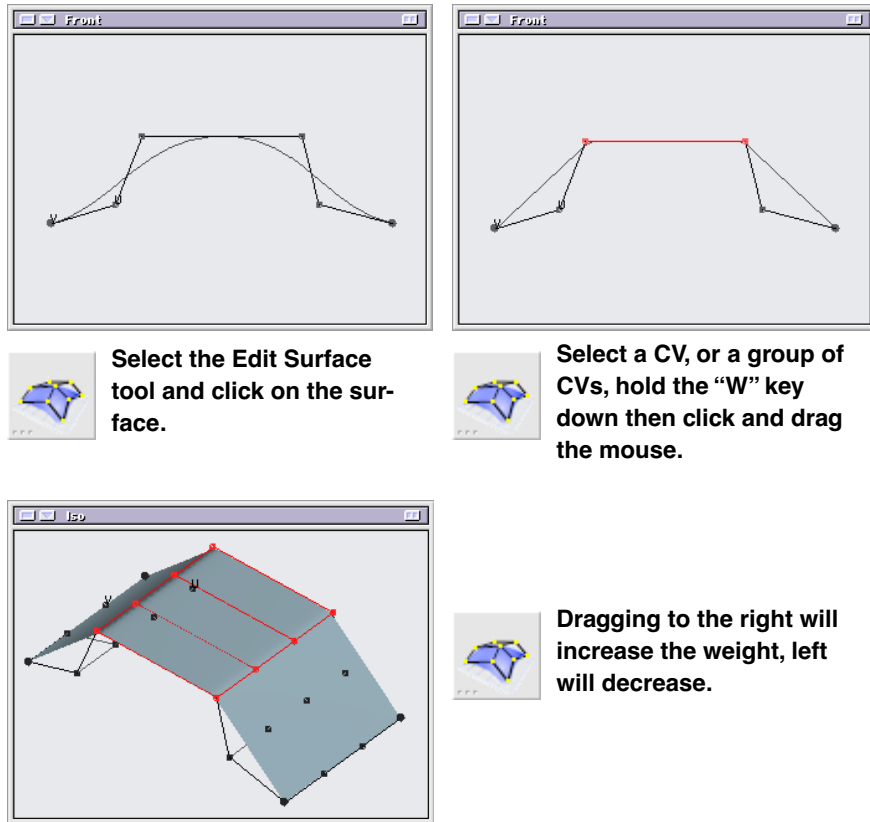 Front
Front
V
U
V
U
Select the Edit Surface
tool and click on the sur-
face.
Select a CV, or a group of
CVs, hold the “W” key
down then click and drag
the mouse.
Iso
V
U
Dragging to the right will
increase the weight, left
will decrease.